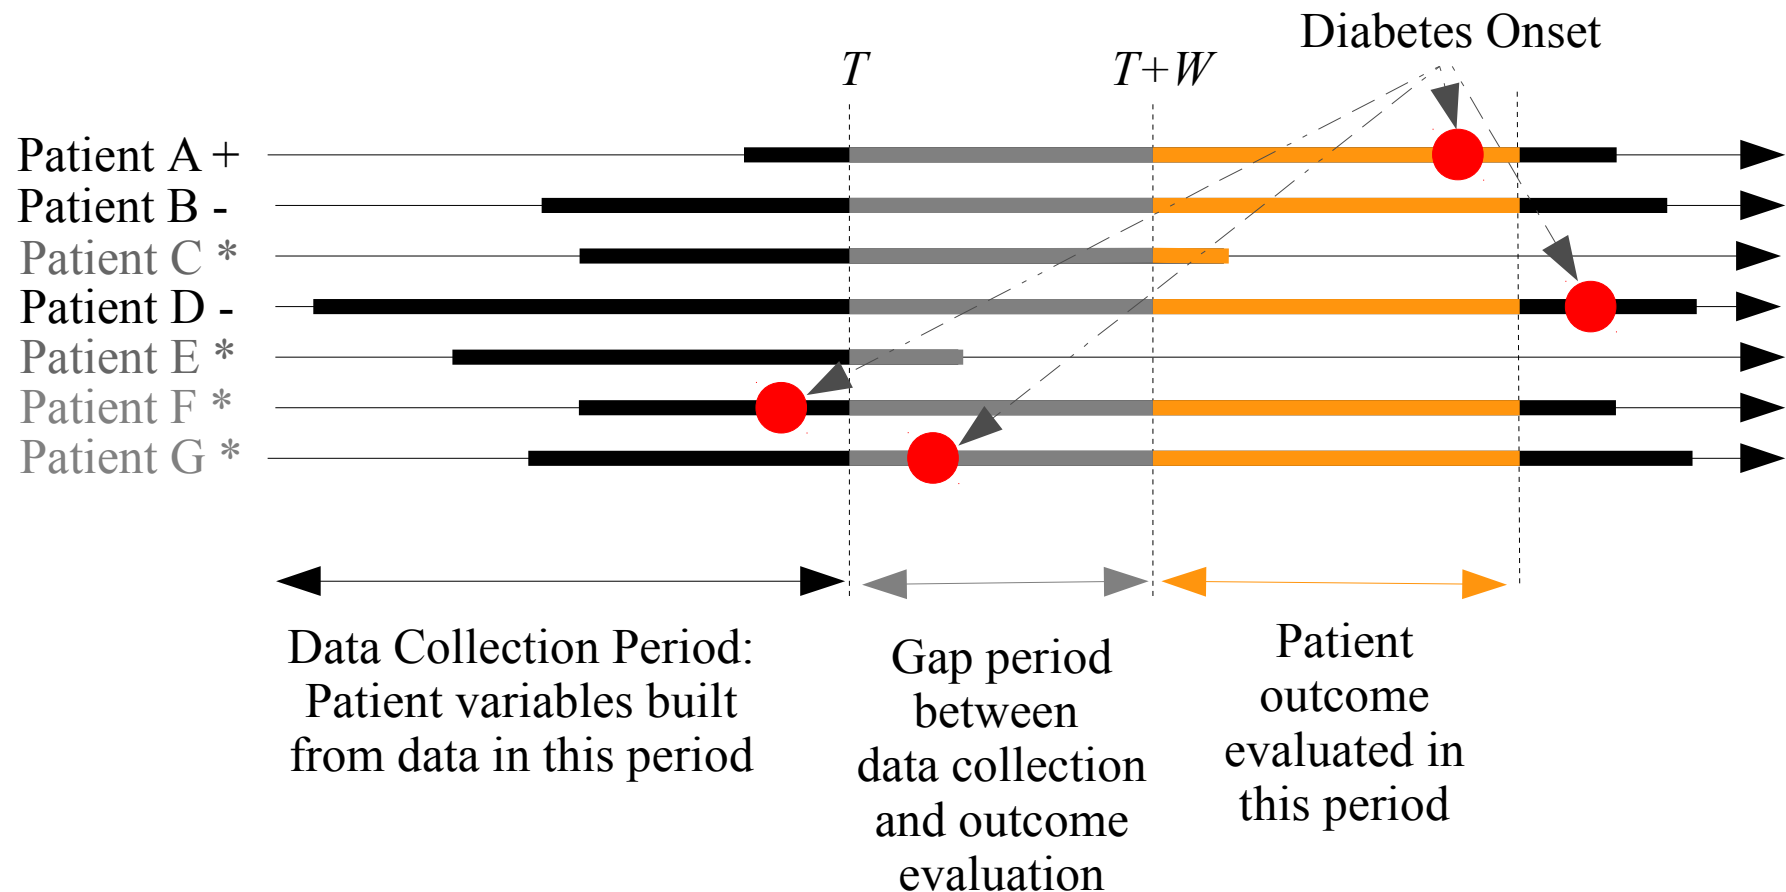 Diabetes Onset
T
T+W
Patient A +
Patient B -
Patient C *
Patient D -
Patient E *
Patient F *
Patient G *
Data Collection Period:
Patient variables built
from data in this period
Gap period
between
data collection
and outcome
evaluation
Patient
outcome
evaluated in
this period